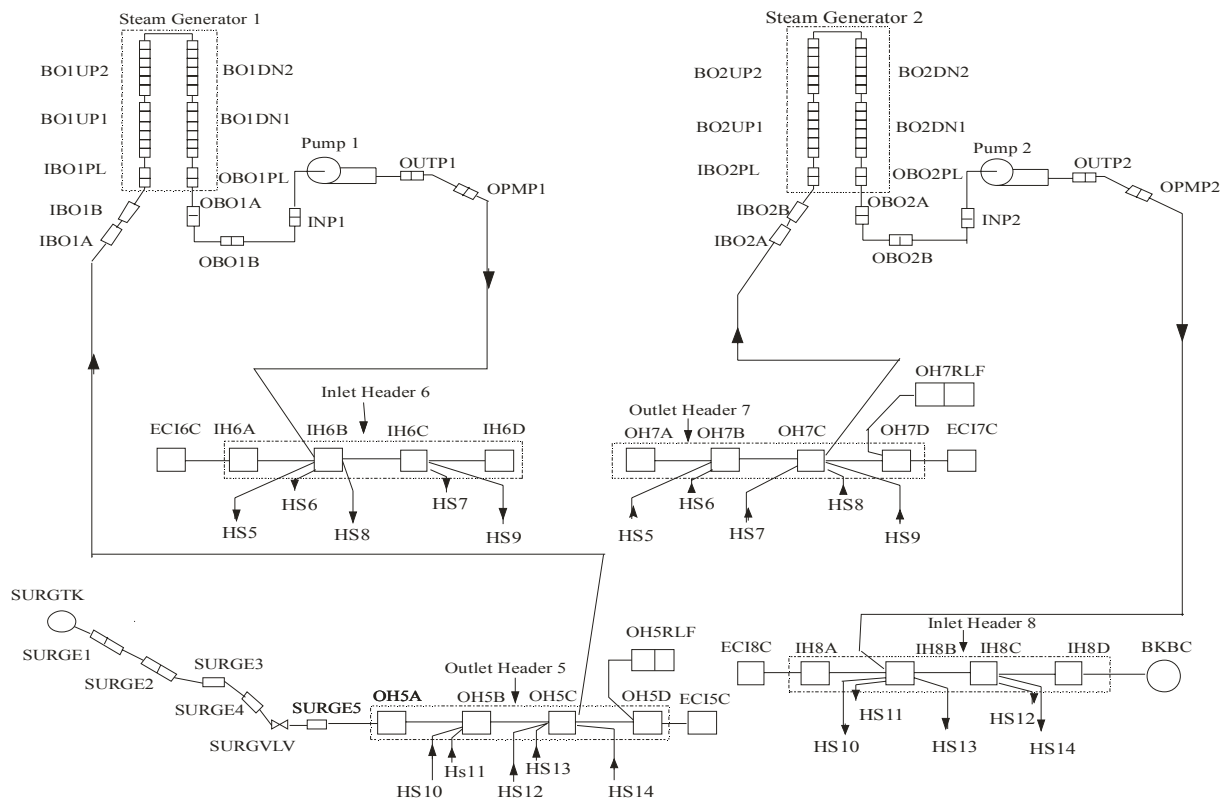 Steam Generator 1
BO1UP2
BO1DN2
BO1UP1
BO1DN1
IBO1PL
OBO1PL
IBO1B
OBO1A
IBO1A
OBO1B
INP1
Pump 1
OUTP1
OPMP1
Steam Generator 2
BO2UP2
BO2DN2
BO2UP1
BO2DN1
IBO2PL
OBO2PL
IBO2B
OBO2A
IBO2A
OBO2B
INP2
Pump 2
OUTP2
OPMP2
Inlet Header 6
ECI6C
IH6A
IH6B
IH6C
IH6D
HS5
HS6
HS8
HS7
HS9
OH7RLF
Outlet Header 7
OH7A
OH7B
OH7C
OH7D
ECI7C
HS5
HS6
HS7
HS8
HS9
SURGTK
SURGE1
SURGE2
SURGE3
SURGE4
SURGVLV
SURGE5
OH5RLF
Outlet Header 5
OH5A
OH5B
OH5C
OH5D
ECI5C
HS10
Hs11
HS12
HS13
HS14
Inlet Header 8
ECI8C
IH8A
IH8B
IH8C
IH8D
BKBC
HS10
HS11
HS13
HS12
HS14